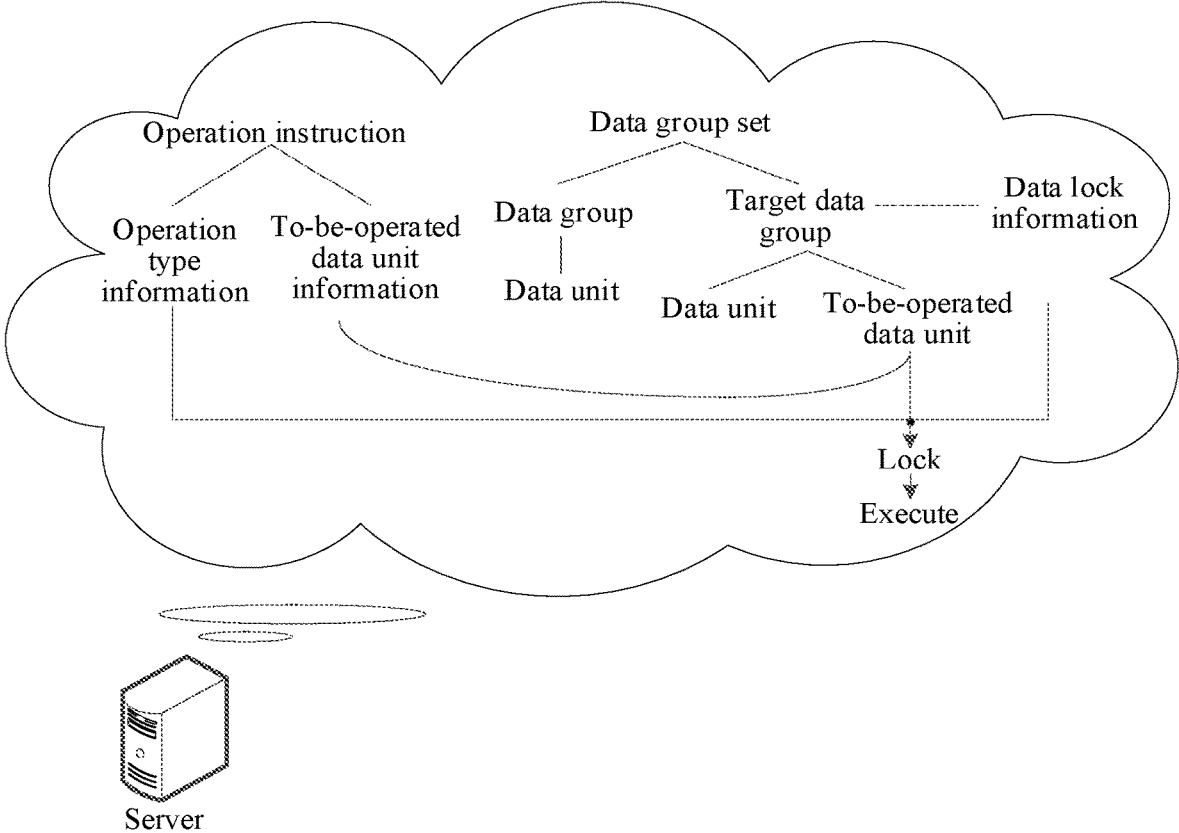 Operation instruction
Operation
type
information
To-be-operated
data unit
information
Data group set
Data group
Data unit
Target data
group
Data unit
To-be-operated
data unit
Data lock
information
Lock
Execute
Server